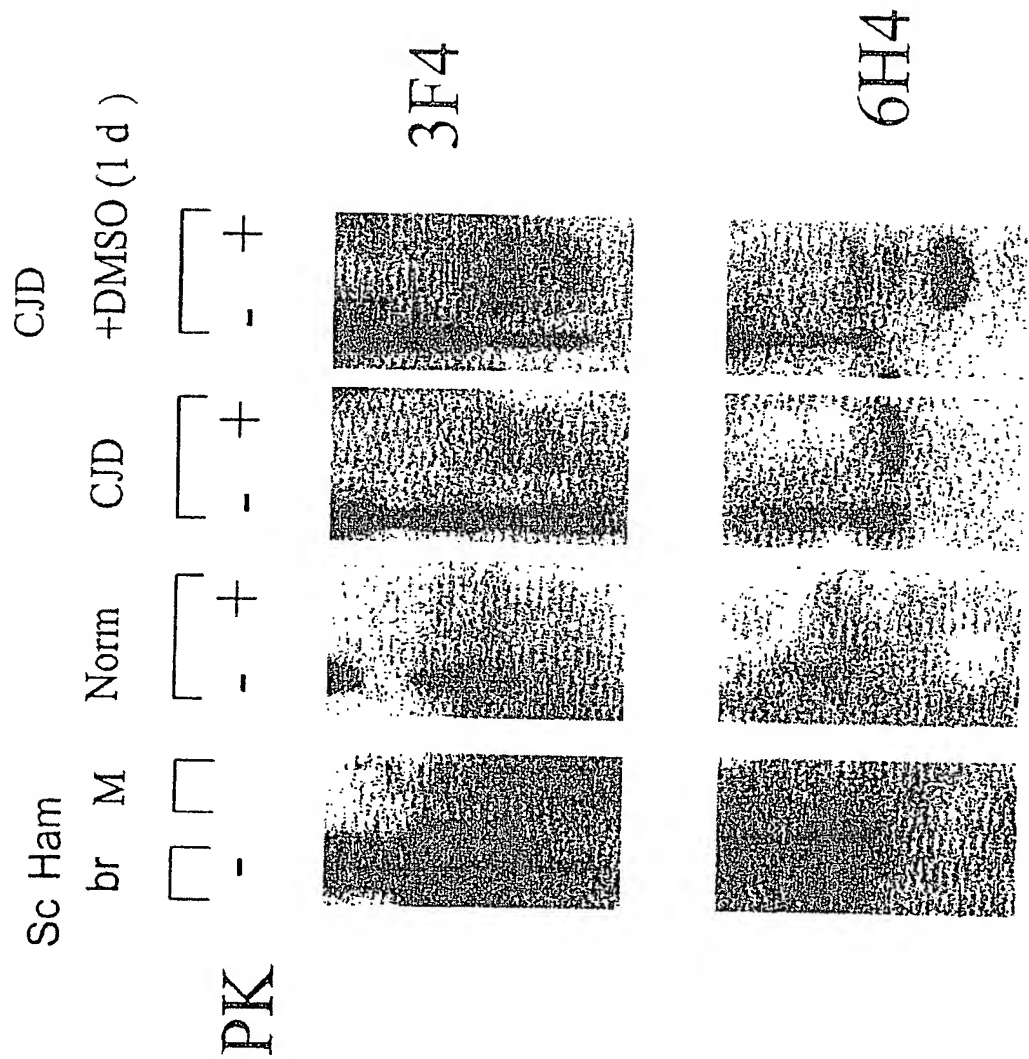 CJD
Sc Ham
br M Norm CJD +DMSO (1 d )
PK - - + - + - +
3F4
6H4